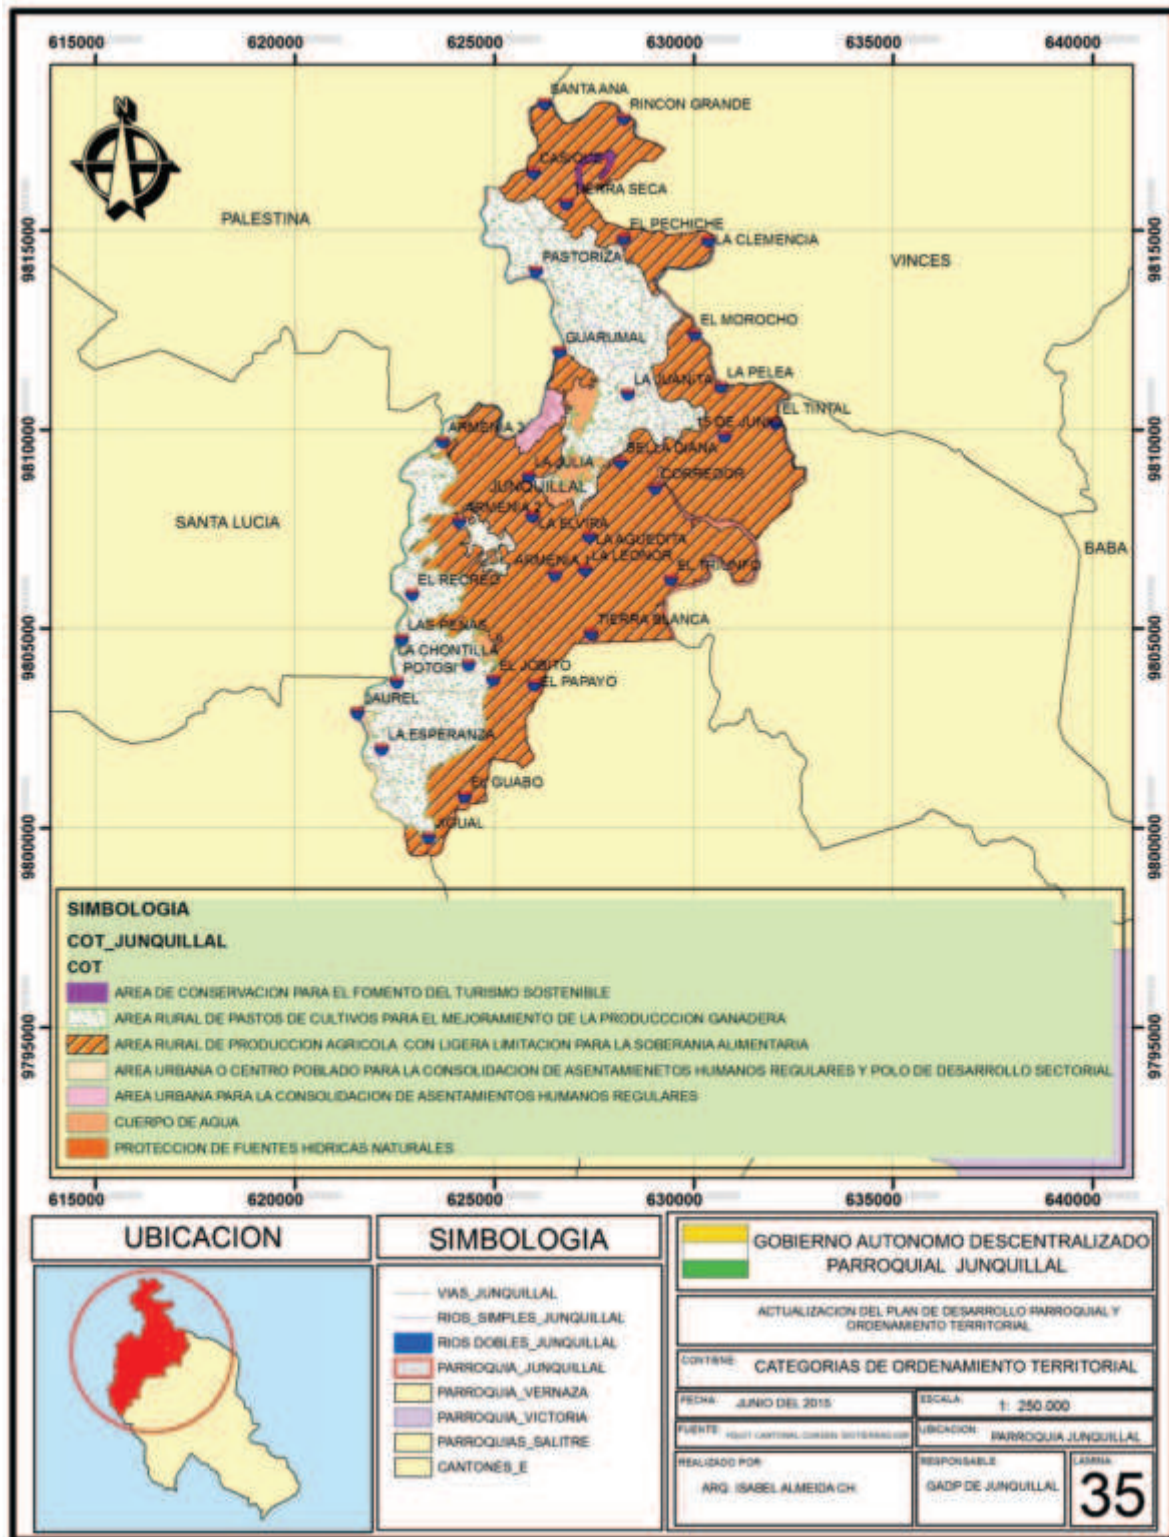 615000 620000 625000 630000 635000 640000
N
SANTA ANA
RINCON GRANDE
CASIQUE
TIERRA SECA
PALESTINA
EL PECHICHE
LA CLEMENCIA
9815000
9815000
PASTORIZA
VINCES
EL MOROCHO
GUARUMAL
LA JUANITA
LA PELEA
EL TINTAL
15 DE JUNIO
9810000
9810000
ARMENIA 3
BELLA DIANA
LA JULIA
CORREDOR
JUNQUILLAL
SANTA LUCIA
ARMENIA 2
LA ELVIRA
LA AGUEDITA
BABA
ARMENIA 1
LA LEONOR
EL TRIUNFO
EL RECREO
LAS PEÑAS
TIERRA BLANCA
9805000
9805000
LA CHONTILLA
POTOSI
EL JOBITO
EL PAPAYO
LAUREL
LA ESPERANZA
EL GUABO
JIGUAL
9800000
9800000
SIMBOLOGIA
COT_JUNQUILLAL
COT
AREA DE CONSERVACION PARA EL FOMENTO DEL TURISMO SOSTENIBLE
AREA RURAL DE PASTOS DE CULTIVOS PARA EL MEJORAMIENTO DE LA PRODUCCCION GANADERA
AREA RURAL DE PRODUCCION AGRICOLA CON LIGERA LIMITACION PARA LA SOBERANIA ALIMENTARIA
AREA URBANA O CENTRO POBLADO PARA LA CONSOLIDACION DE ASENTAMIENETOS HUMANOS REGULARES Y POLO DE DESARROLLO SECTORIAL
AREA URBANA PARA LA CONSOLIDACION DE ASENTAMIENTOS HUMANOS REGULARES
CUERPO DE AGUA
PROTECCION DE FUENTES HIDRICAS NATURALES
9795000
9795000
615000 620000 625000 630000 635000 640000
UBICACION
SIMBOLOGIA
VIAS_JUNQUILLAL
RIOS_SIMPLES_JUNQUILLAL
RIOS DOBLES_JUNQUILLAL
PARROQUIA_JUNQUILLAL
PARROQUIA_VERNAZA
PARROQUIA_VICTORIA
PARROQUIAS_SALITRE
CANTONES_E
GOBIERNO AUTONOMO DESCENTRALIZADO
PARROQUIAL JUNQUILLAL
ACTUALIZACION DEL PLAN DE DESARROLLO PARROQUIAL Y
ORDENAMIENTO TERRITORIAL
CONTIENE: CATEGORIAS DE ORDENAMIENTO TERRITORIAL
FECHA: JUNIO DEL 2015
ESCALA: 1: 250.000
FUENTE:
UBICACION: PARROQUIA JUNQUILLAL
REALIZADO POR:
ARQ. ISABEL ALMEIDA CH.
RESPONSABLE:
GADP DE JUNQUILLAL
LAMINA:
35